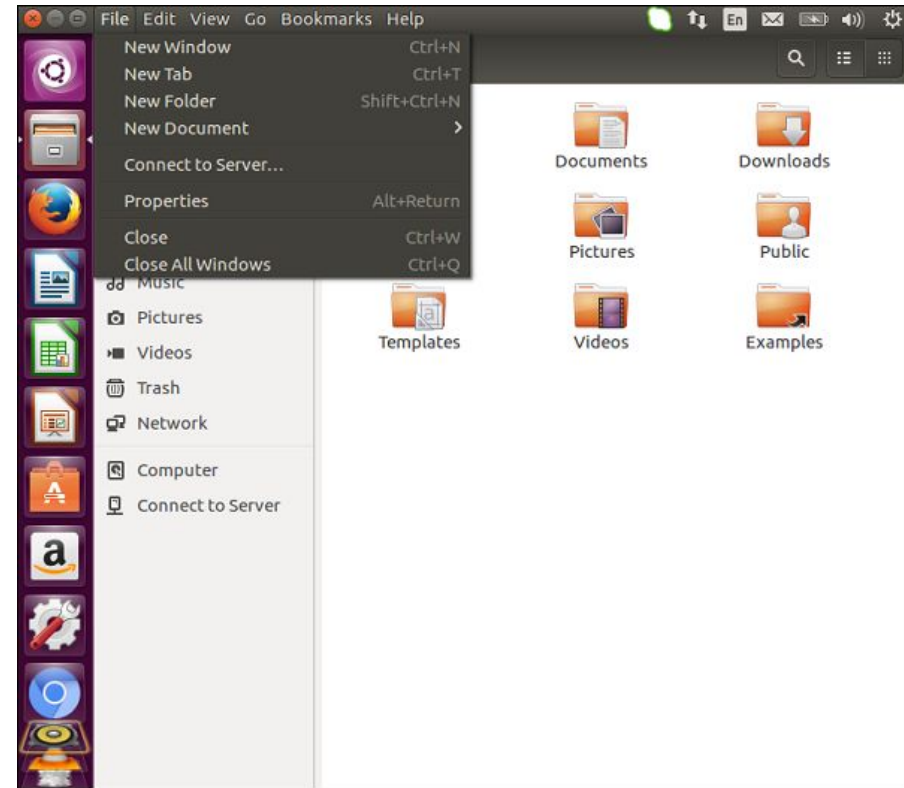 File Edit View Go Bookmarks Help En
New Window Ctrl+N
New Tab Ctrl+T
New Folder Shift+Ctrl+N
New Document
Connect to Server...
Properties Alt+Return
Close Ctrl+W
Close All Windows Ctrl+Q
Documents Downloads
Pictures Public
Templates Videos Examples
Music
Pictures
Videos
Trash
Network
Computer
Connect to Server
a